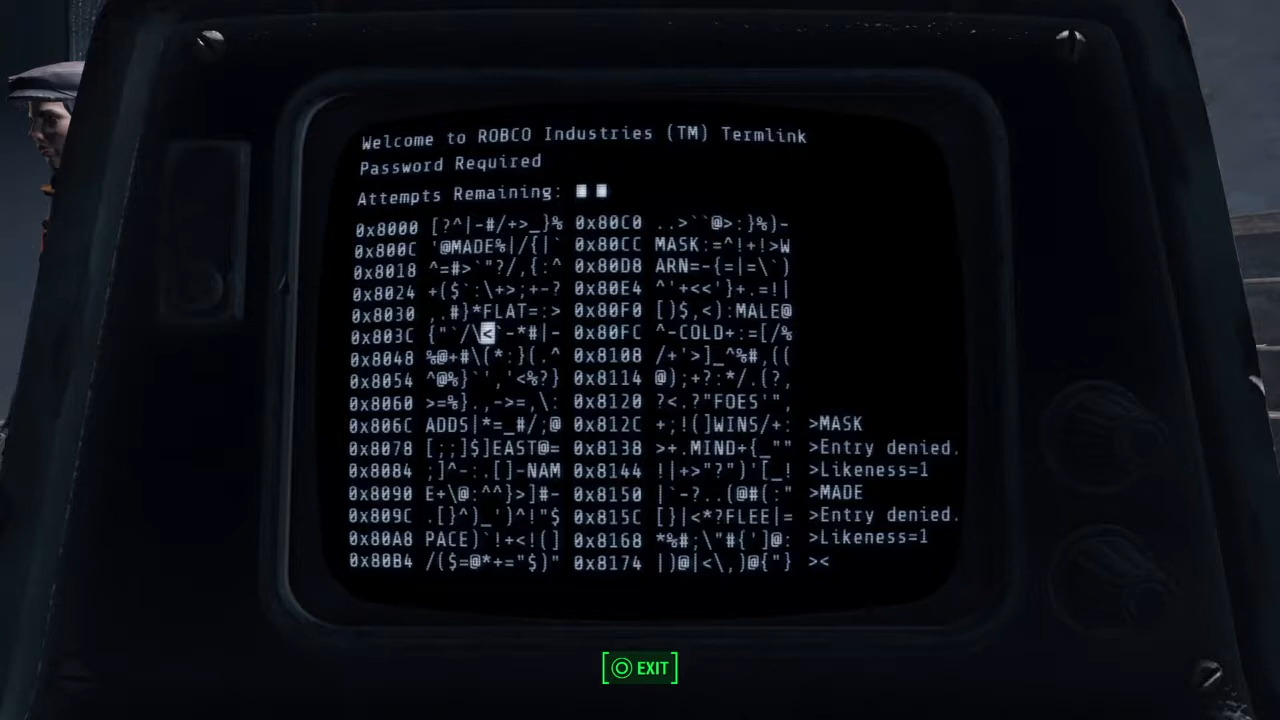 Welcome to ROBCO Industries (TM) Termlink
Password Required
Attempts Remaining: ■ ■
0x8000 [?^|-#/+>_}% 0x80C0 ..>``@>:}%)-
0x800C '@MADE%|/{|` 0x80CC MASK:=^!+!>W
0x8018 ^=#>`"?/,{:^ 0x80D8 ARN=-{=|=\`)
0x8024 +($`:\+>;+-? 0x80E4 ^'+<<'}+.=!|
0x8030 ,.#}*FLAT=:> 0x80F0 [)$,<):MALE@
0x803C {"`/\<`-*#|- 0x80FC ^-COLD+:=[/%
0x8048 %@+#\(*:}(.^ 0x8108 /+'>]_^%#,((
0x8054 ^@%}`','<%?} 0x8114 @);+?:*/.(?,
0x8060 >=%}.,->=,\: 0x8120 ?<.?"FOES'",
0x806C ADDS|*=_#/;@ 0x812C +;!(]WINS/+: >MASK
0x8078 [;;]$]EAST@= 0x8138 >+.MIND+{_"" >Entry denied.
0x8084 ;]^-:.[]-NAM 0x8144 !|+>"?")'[_! >Likeness=1
0x8090 E+\@:^^}>]#- 0x8150 |`-?..(@#(:" >MADE
0x809C .[}^)_')^!"$ 0x815C [}|<*?FLEE|= >Entry denied.
0x80A8 PACE)`!+<!(] 0x8168 *%#;\"#{']@: >Likeness=1
0x80B4 /($=@*+="$)" 0x8174 |)@|<\,)@{"} ><
EXIT